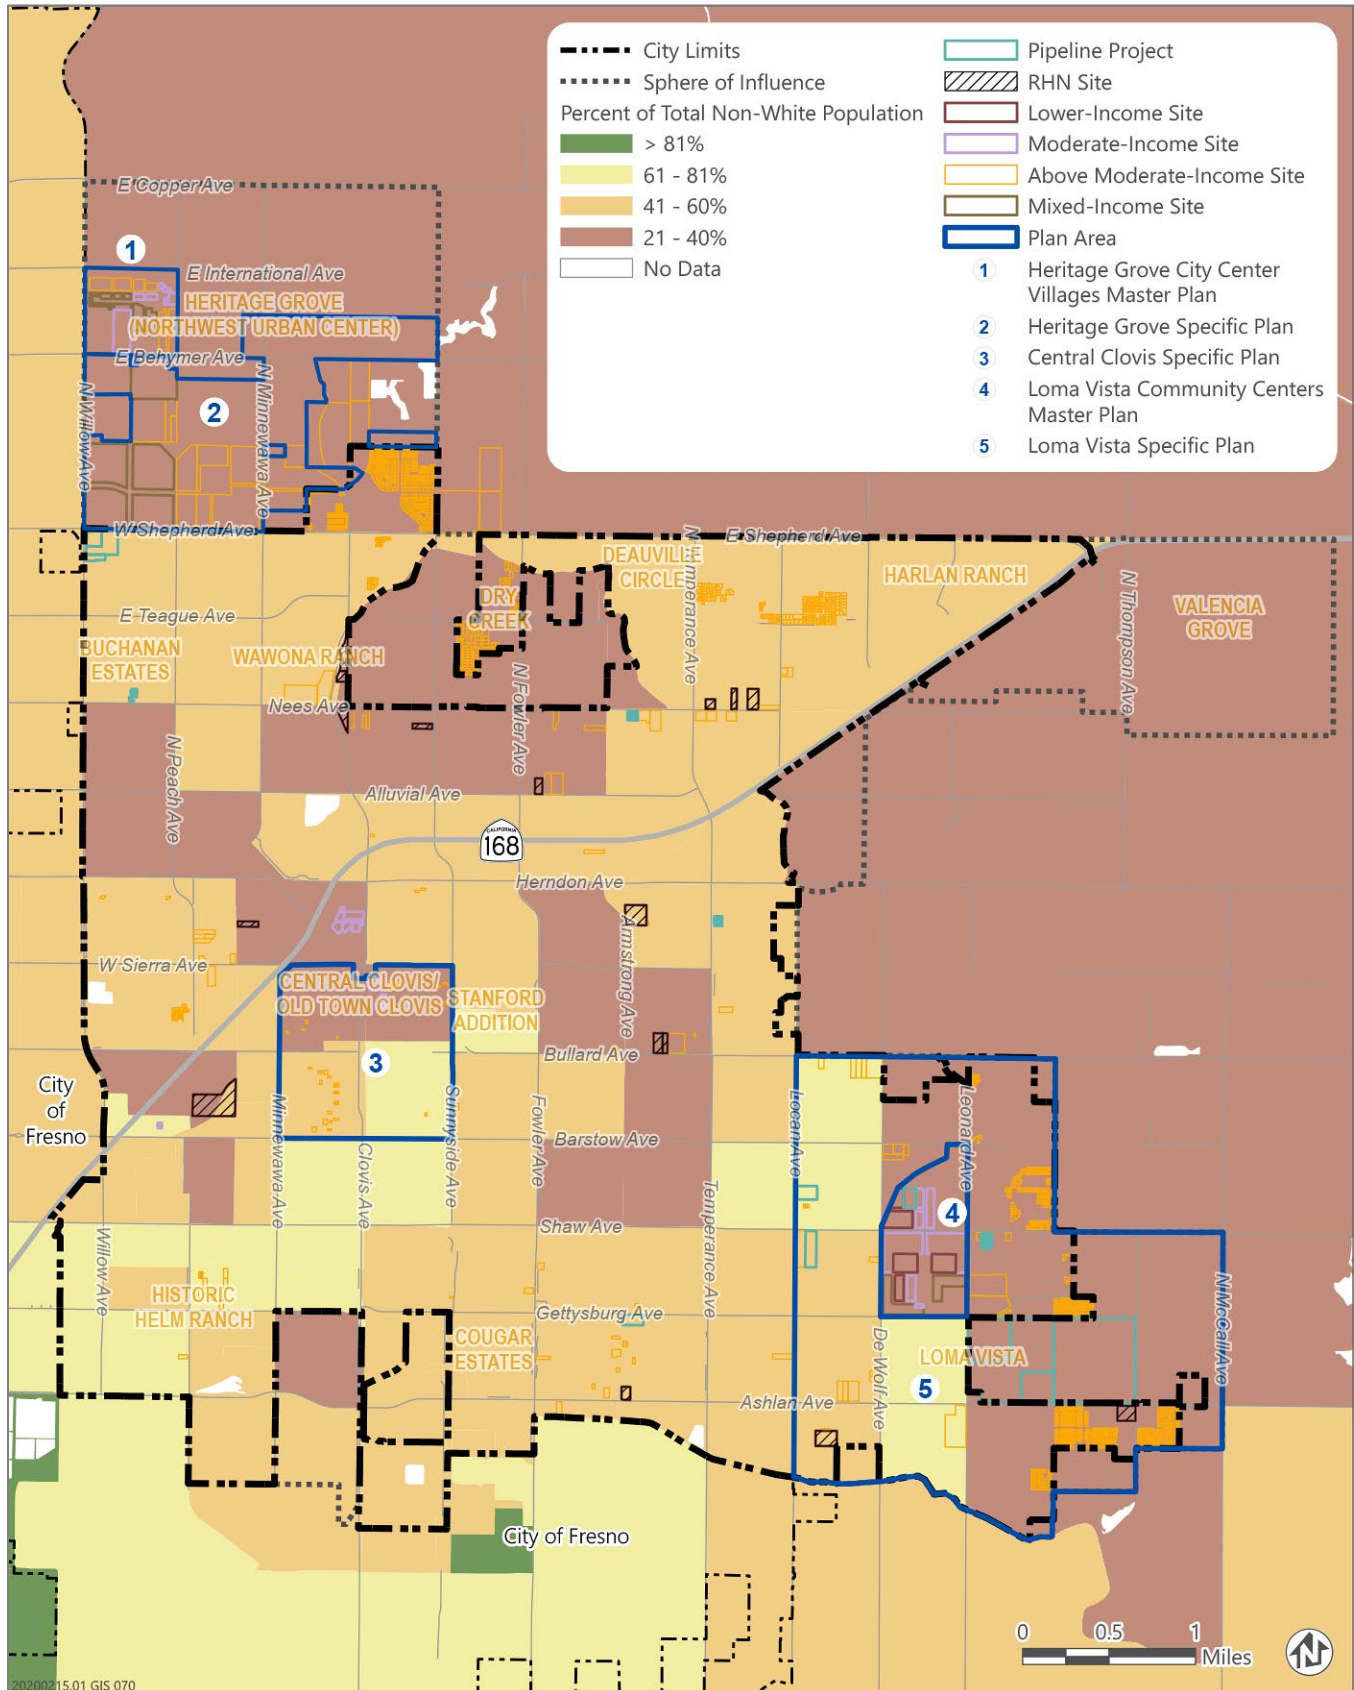 City Limits
Sphere of Influence
Percent of Total Non-White Population
> 81%
61 - 81%
41 - 60%
21 - 40%
No Data
Pipeline Project
RHN Site
Lower-Income Site
Moderate-Income Site
Above Moderate-Income Site
Mixed-Income Site
Plan Area
1 Heritage Grove City Center
Villages Master Plan
2 Heritage Grove Specific Plan
3 Central Clovis Specific Plan
4 Loma Vista Community Centers
Master Plan
5 Loma Vista Specific Plan
E Copper Ave
1
E International Ave
HERITAGE GROVE
(NORTHWEST URBAN CENTER)
E Behymer Ave
N Willow Ave
2
N Minnewawa Ave
W Shepherd Ave
E Shepherd Ave
DEAUVILLE
CIRCLE
N Temperance Ave
HARLAN RANCH
N Thompson Ave
VALENCIA
GROVE
DRY
CREEK
E Teague Ave
BUCHANAN
ESTATES
WAWONA RANCH
Nees Ave
N Fowler Ave
N Peach Ave
Alluvial Ave
CALIFORNIA
168
Herndon Ave
Armstrong Ave
W Sierra Ave
CENTRAL CLOVIS/
OLD TOWN CLOVIS
STANFORD
ADDITION
3
Bullard Ave
City
of
Fresno
Minnewawa Ave
Clovis Ave
Sunnyside Ave
Fowler Ave
Barstow Ave
Locan Ave
Leonard Ave
4
Temperance Ave
Shaw Ave
Willow Ave
HISTORIC
HELM RANCH
Gettysburg Ave
COUGAR
ESTATES
De Wolf Ave
LOMA VISTA
5
N McCall Ave
Ashlan Ave
City of Fresno
0 0.5 1
Miles
N
20200215.01 GIS 070